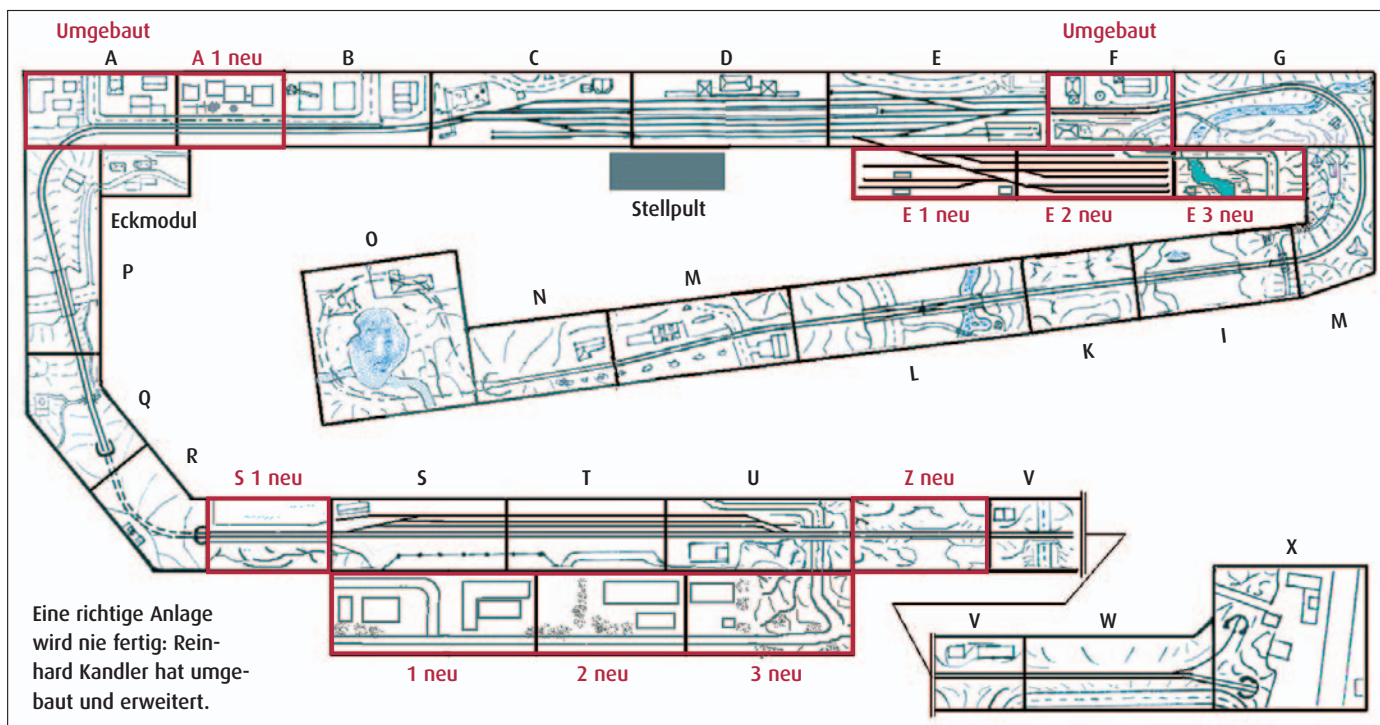 Umgebaut
Umgebaut
A
A 1 neu
B
C
D
E
F
G
Eckmodul
Stellpult
E 1 neu
E 2 neu
E 3 neu
P
O
N
M
L
K
I
M
Q
R
S 1 neu
S
T
U
Z neu
V
X
V
W
1 neu
2 neu
3 neu
Eine richtige Anlage
wird nie fertig: Rein-
hard Kandler hat umge-
baut und erweitert.